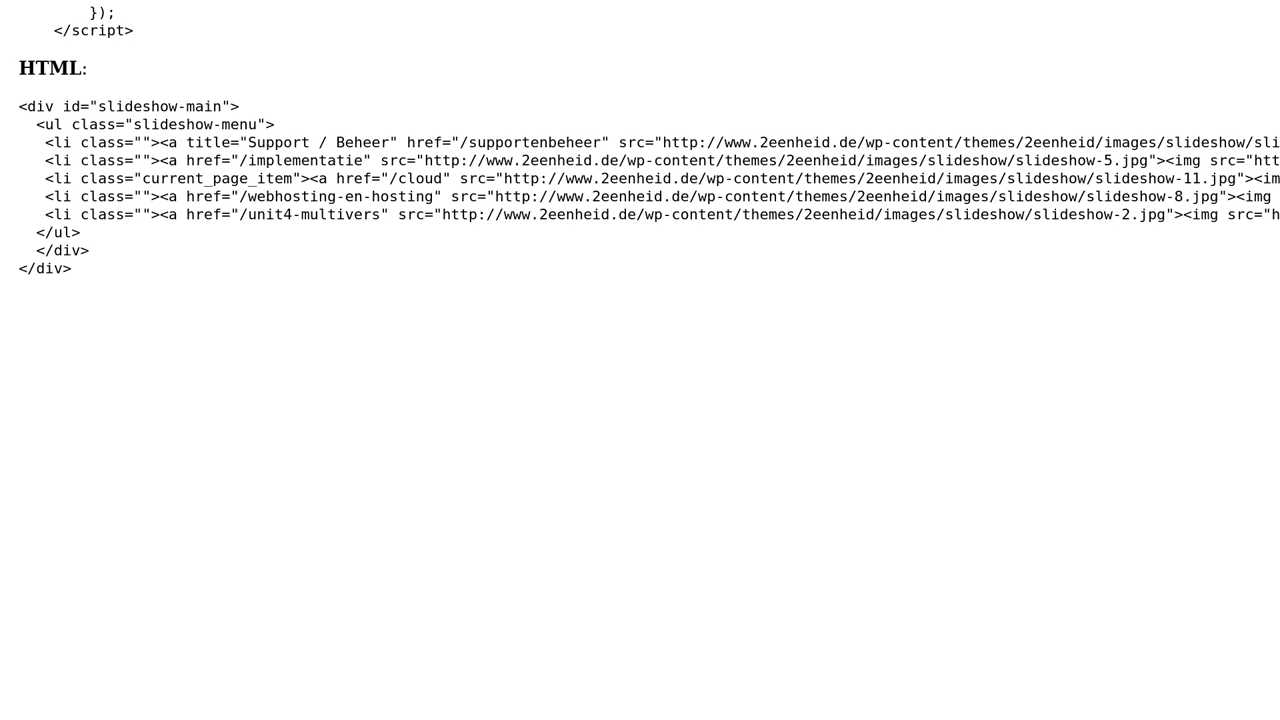 });
</script>
HTML:
<div id="slideshow-main">
<ul class="slideshow-menu">
<li class=""><a title="Support / Beheer" href="/supportenbeheer" src="http://www.2eenheid.de/wp-content/themes/2eenheid/images/slideshow/sli
<li class=""><a href="/implementatie" src="http://www.2eenheid.de/wp-content/themes/2eenheid/images/slideshow/slideshow-5.jpg"><img src="htt
<li class="current_page_item"><a href="/cloud" src="http://www.2eenheid.de/wp-content/themes/2eenheid/images/slideshow/slideshow-11.jpg"><im
<li class=""><a href="/webhosting-en-hosting" src="http://www.2eenheid.de/wp-content/themes/2eenheid/images/slideshow/slideshow-8.jpg"><img
<li class=""><a href="/unit4-multivers" src="http://www.2eenheid.de/wp-content/themes/2eenheid/images/slideshow/slideshow-2.jpg"><img src="h
</ul>
</div>
</div>